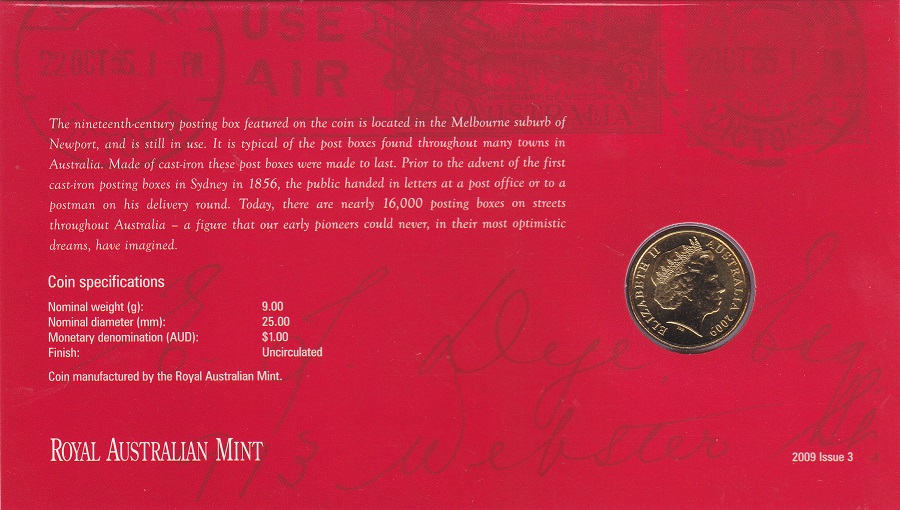 22 OCT 35. 1 PM
USE
AIR
AUSTRALIA
The nineteenth-century posting box featured on the coin is located in the Melbourne suburb of
Newport, and is still in use. It is typical of the post boxes found throughout many towns in
Australia. Made of cast-iron these post boxes were made to last. Prior to the advent of the first
cast-iron posting boxes in Sydney in 1856, the public handed in letters at a post office or to a
postman on his delivery round. Today, there are nearly 16,000 posting boxes on streets
throughout Australia – a figure that our early pioneers could never, in their most optimistic
dreams, have imagined.
Coin specifications
Nominal weight (g): 9.00
Nominal diameter (mm): 25.00
Monetary denomination (AUD): $1.00
Finish: Uncirculated
Coin manufactured by the Royal Australian Mint.
ELIZABETH II AUSTRALIA 2009
Dye, Esq
113 Webster St.
ROYAL AUSTRALIAN MINT
2009 Issue 3